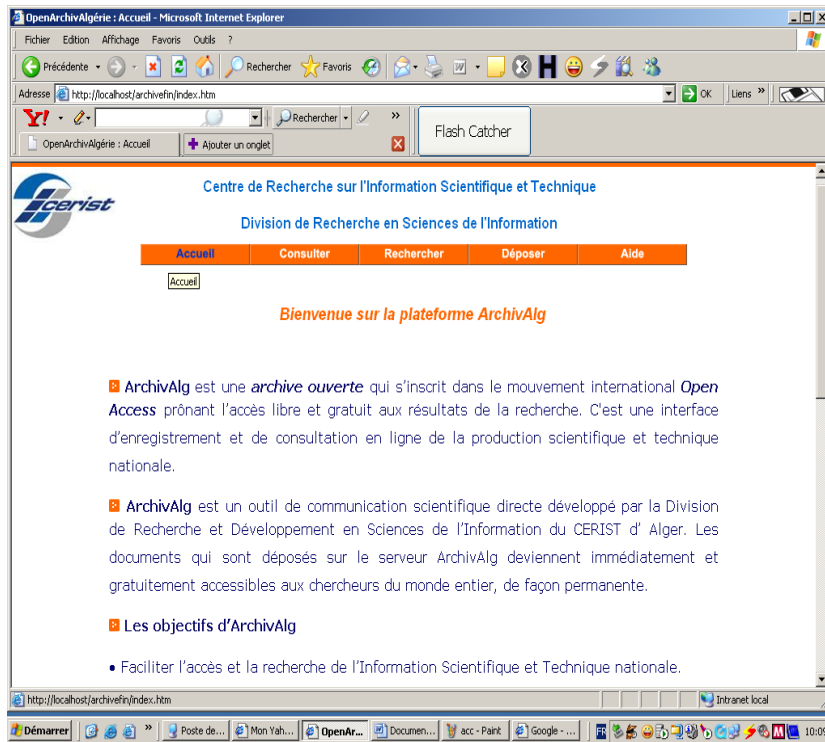 OpenArchivAlgérie : Accueil - Microsoft Internet Explorer
Fichier Edition Affichage Favoris Outils ?
Précédente Rechercher Favoris
Adresse http://localhost/archivefin/index.htm OK Liens »
Y! Rechercher »
Flash Catcher
OpenArchivAlgérie : Accueil Ajouter un onglet
cerist
Centre de Recherche sur l'Information Scientifique et Technique
Division de Recherche en Sciences de l'Information
Accueil Consulter Rechercher Déposer Aide
Accueil
Bienvenue sur la plateforme ArchivAlg
ArchivAlg est une archive ouverte qui s'inscrit dans le mouvement international Open
Access prônant l'accès libre et gratuit aux résultats de la recherche. C'est une interface
d'enregistrement et de consultation en ligne de la production scientifique et technique
nationale.
ArchivAlg est un outil de communication scientifique directe développé par la Division
de Recherche et Développement en Sciences de l'Information du CERIST d' Alger. Les
documents qui sont déposés sur le serveur ArchivAlg deviennent immédiatement et
gratuitement accessibles aux chercheurs du monde entier, de façon permanente.
Les objectifs d'ArchivAlg
• Faciliter l'accès et la recherche de l'Information Scientifique et Technique nationale.
http://localhost/archivefin/index.htm Intranet local
Démarrer » Poste de... Mon Yah... OpenAr... Documen... acc - Paint Google - ... FR 10:09